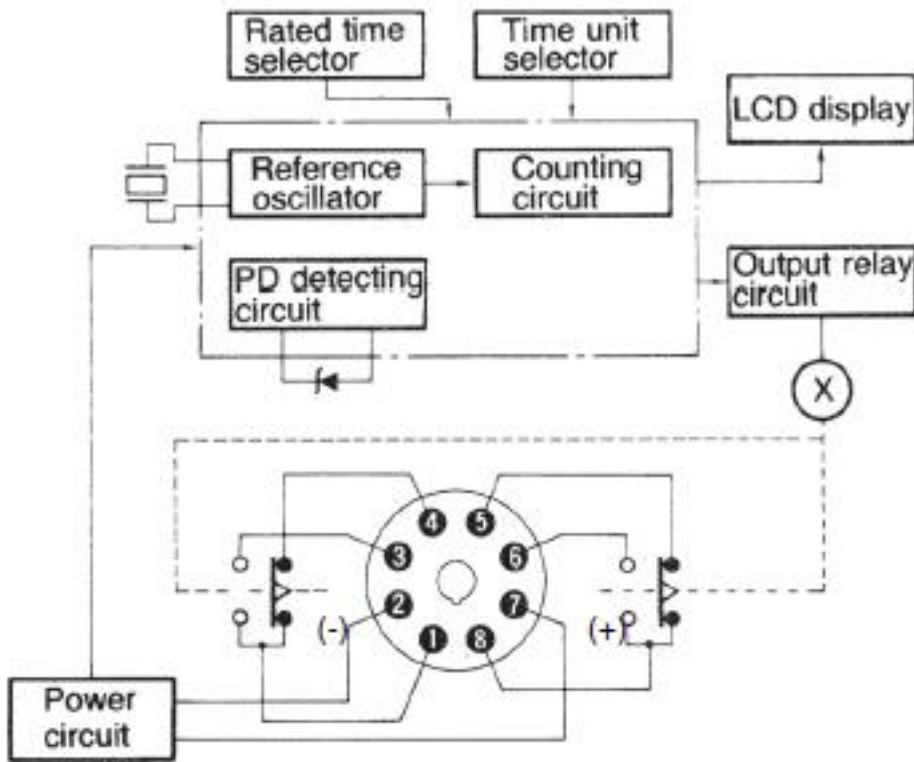 Rated time
selector
Time unit
selector
LCD display
Reference
oscillator
Counting
circuit
PD detecting
circuit
Output relay
circuit
X
4
5
3
6
2
7
(-)
(+)
1
8
Power
circuit